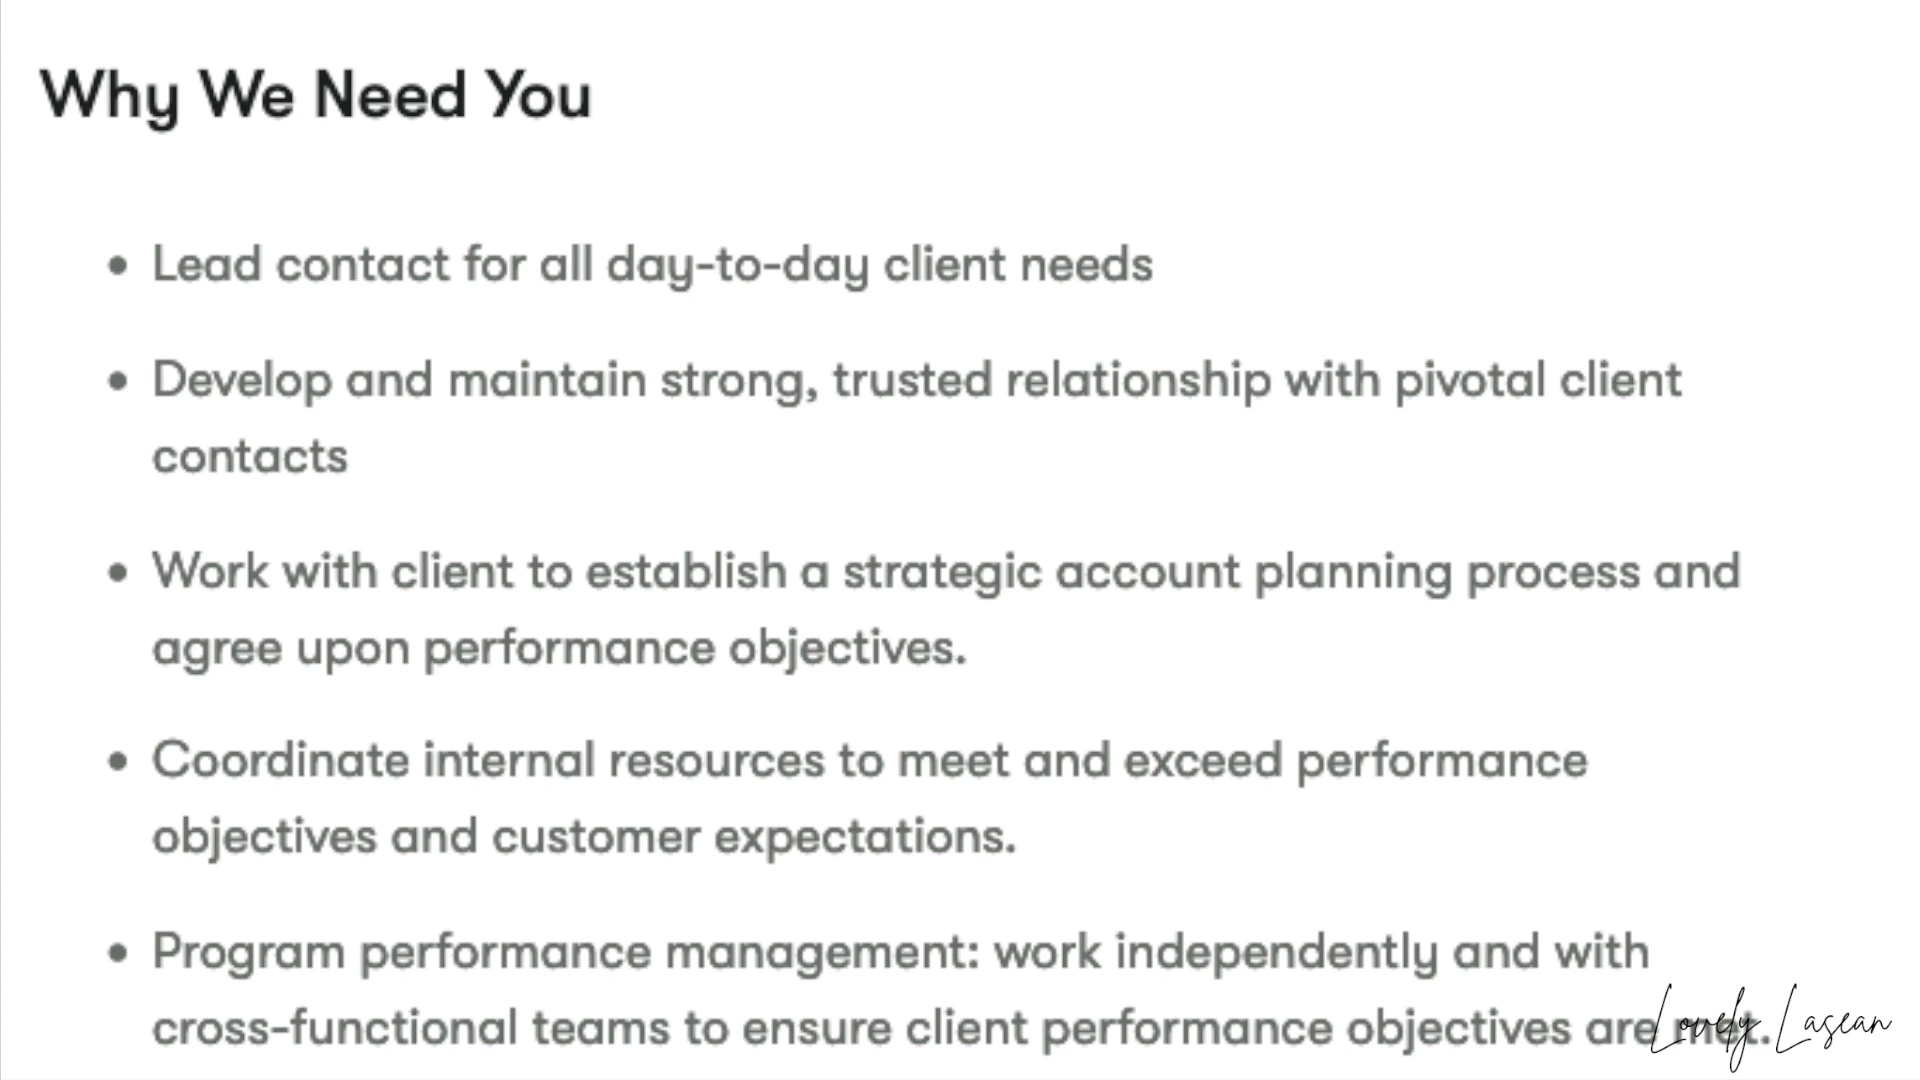 Why We Need You
• Lead contact for all day-to-day client needs
• Develop and maintain strong, trusted relationship with pivotal client
contacts
• Work with client to establish a strategic account planning process and
agree upon performance objectives.
• Coordinate internal resources to meet and exceed performance
objectives and customer expectations.
• Program performance management: work independently and with
cross-functional teams to ensure client performance objectives are met.
Lovely Lasean